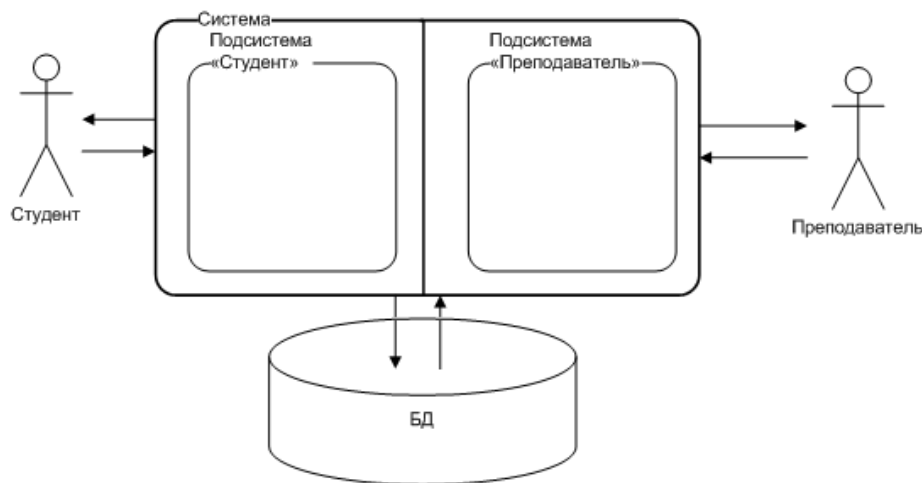 Система
Подсистема
«Студент»
Подсистема
«Преподаватель»
Студент
Преподаватель
БД